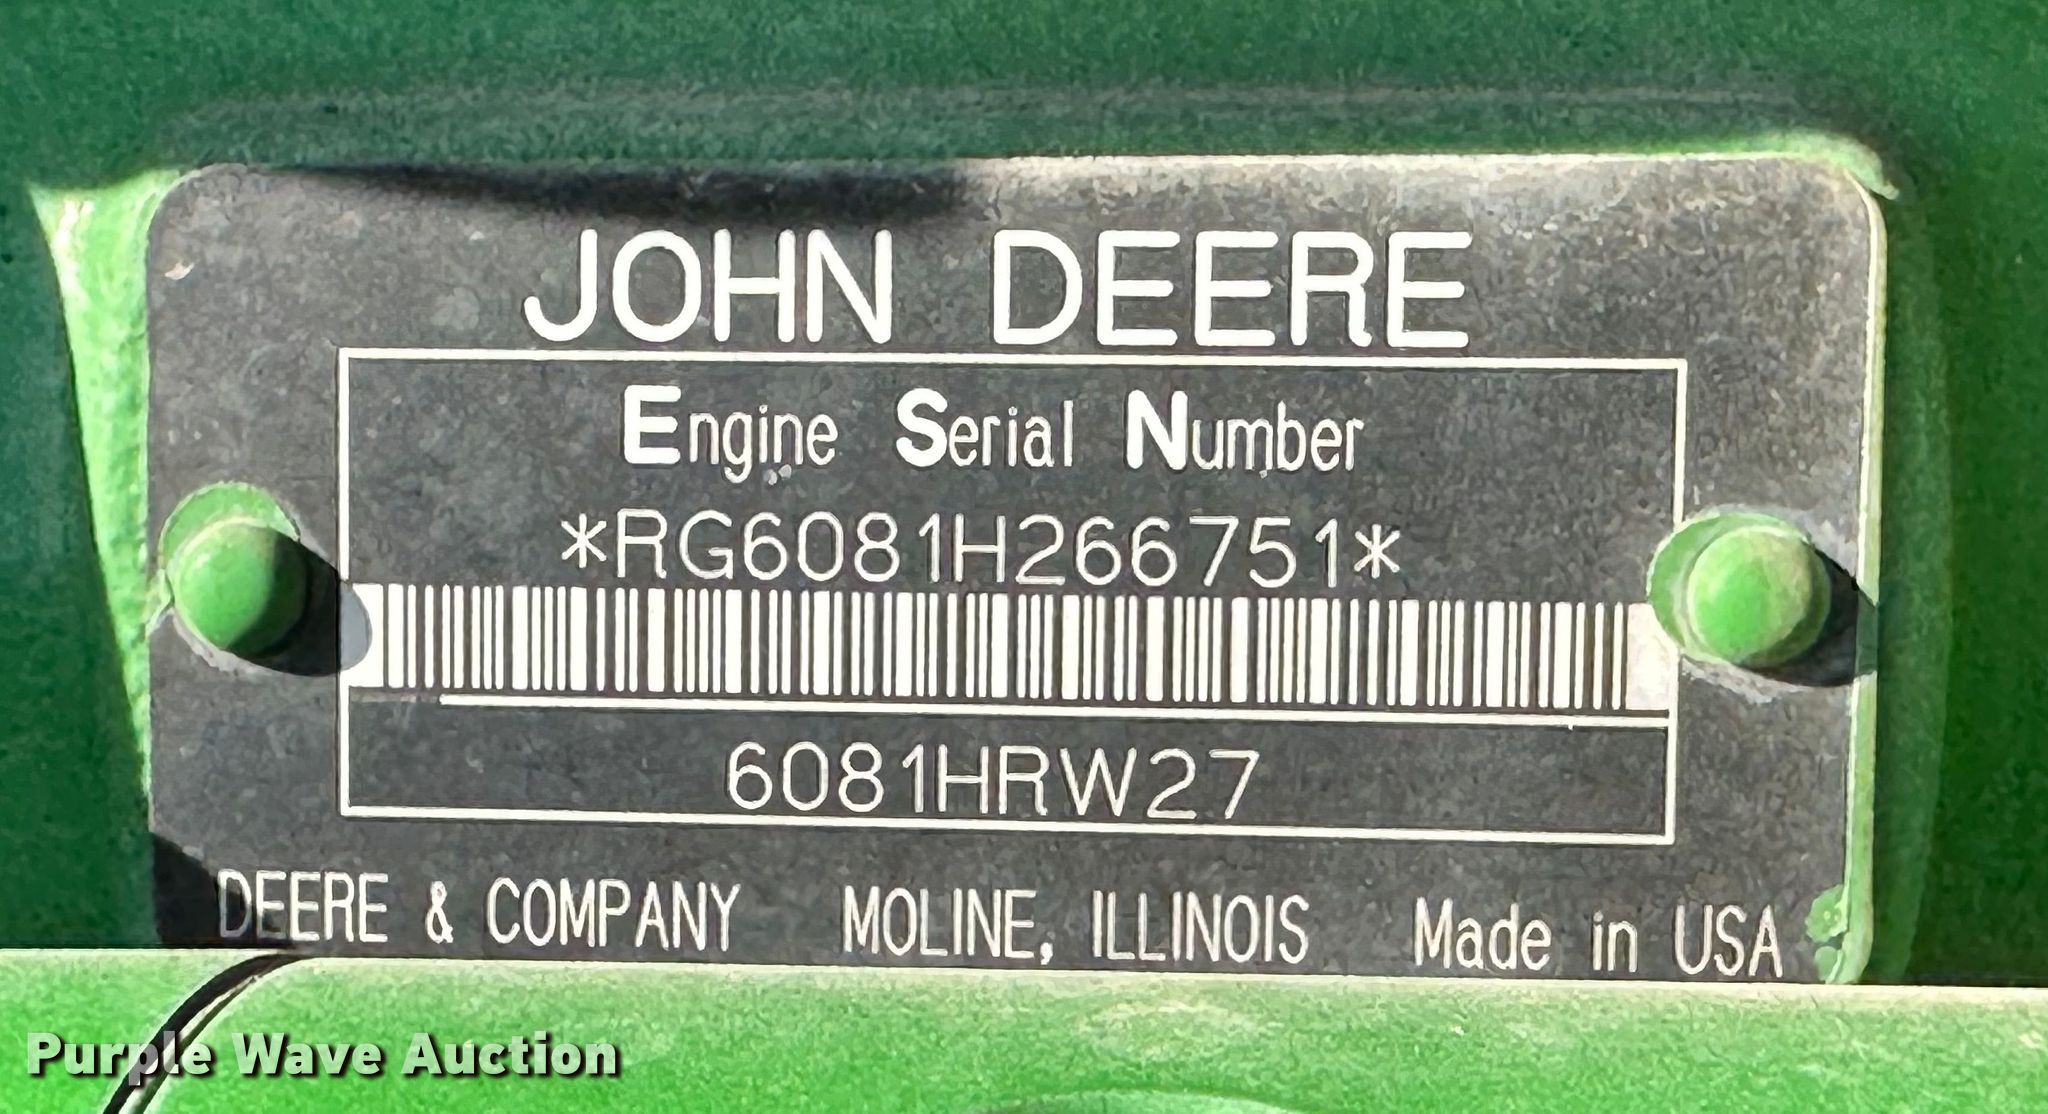 JOHN DEERE
Engine Serial Number
*RG6081H266751*
6081HRW27
DEERE & COMPANY MOLINE, ILLINOIS Made in USA
Purple Wave Auction